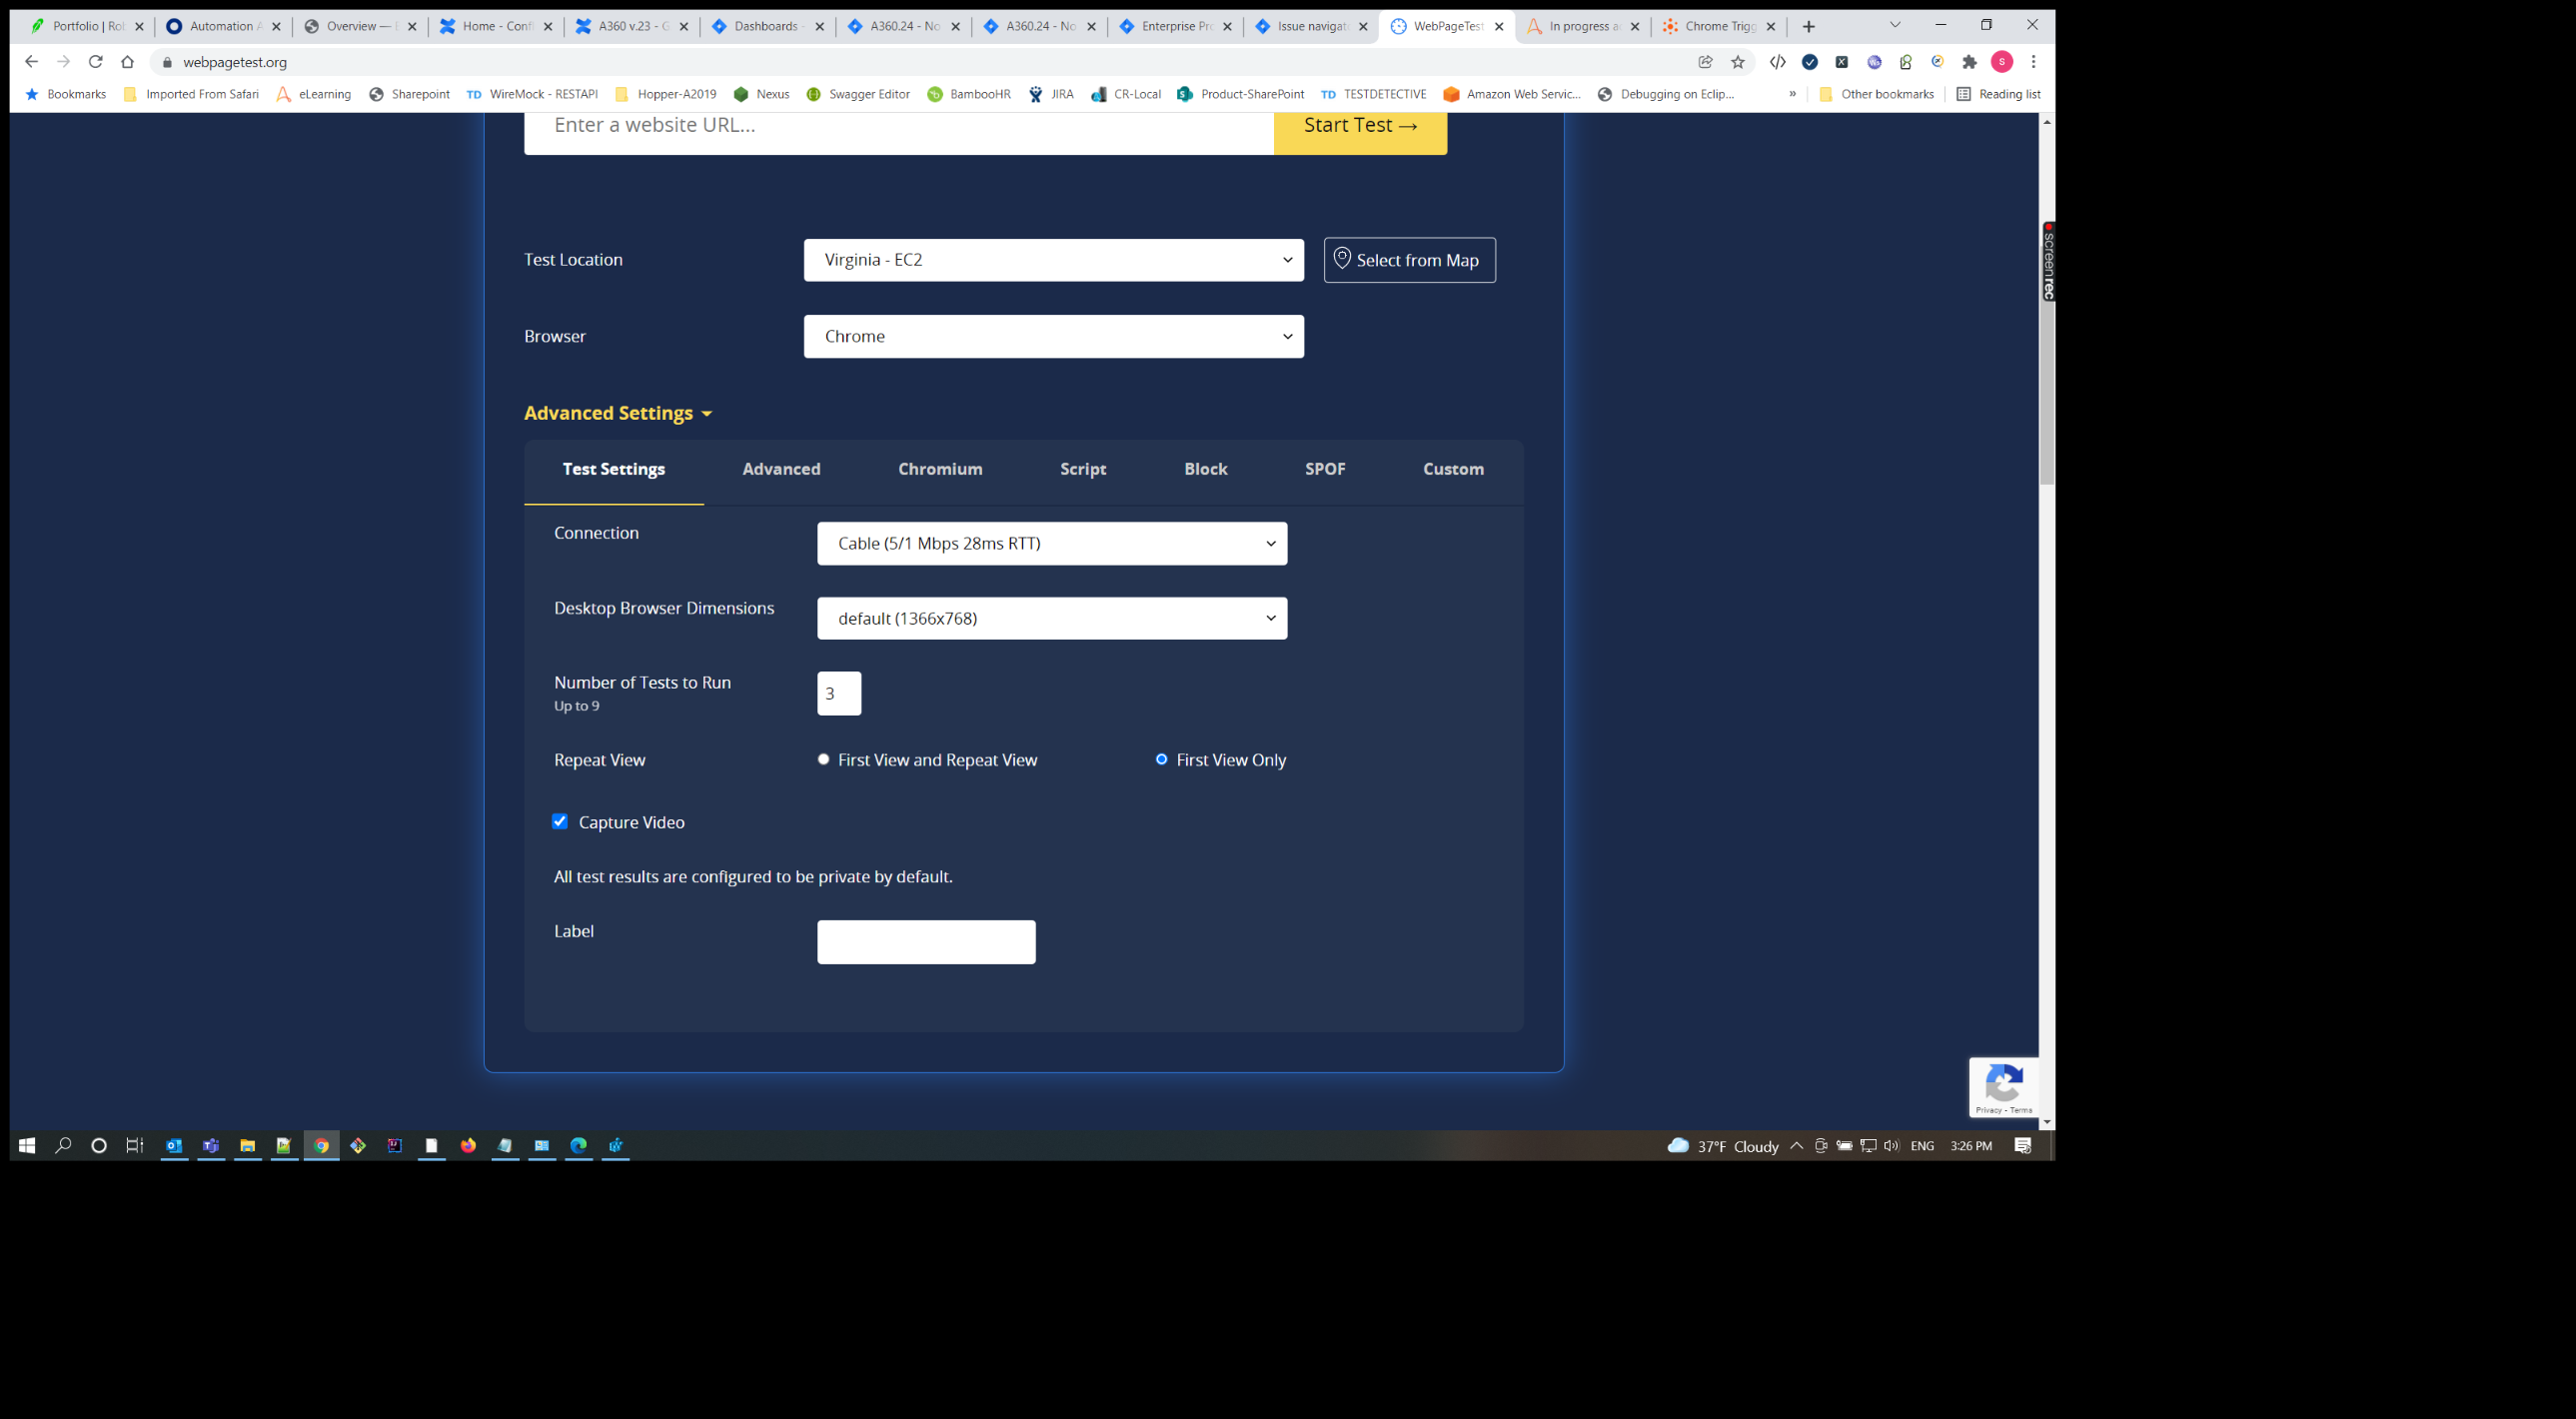 Portfolio | Ro
Automation A
Overview —
Home - Conf
A360 v.23 - G
Dashboards -
A360.24 - No
A360.24 - No
Enterprise Pro
Issue navigat
WebPageTest
In progress a
Chrome Trigg
webpagetest.org
S
Bookmarks
Imported From Safari
eLearning
Sharepoint
TD WireMock - RESTAPI
Hopper-A2019
Nexus
Swagger Editor
BambooHR
JIRA
CR-Local
Product-SharePoint
TD TESTDETECTIVE
Amazon Web Servic...
Debugging on Eclip...
»
Other bookmarks
Reading list
Enter a website URL...
Start Test →
screenrec
Test Location
Virginia - EC2
Select from Map
Browser
Chrome
Advanced Settings
Test Settings
Advanced
Chromium
Script
Block
SPOF
Custom
Connection
Cable (5/1 Mbps 28ms RTT)
Desktop Browser Dimensions
default (1366x768)
Number of Tests to Run
Up to 9
3
Repeat View
First View and Repeat View
First View Only
Capture Video
All test results are configured to be private by default.
Label
Privacy - Terms
37°F Cloudy
ENG
3:26 PM